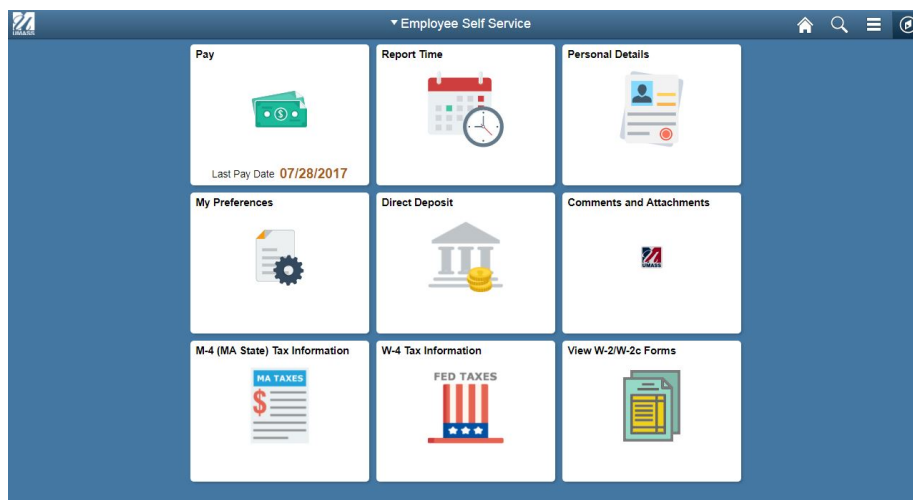 UMASS
Employee Self Service
Pay
Last Pay Date 07/28/2017
Report Time
Personal Details
My Preferences
Direct Deposit
Comments and Attachments
UMASS
M-4 (MA State) Tax Information
MA TAXES
$
W-4 Tax Information
FED TAXES
View W-2/W-2c Forms